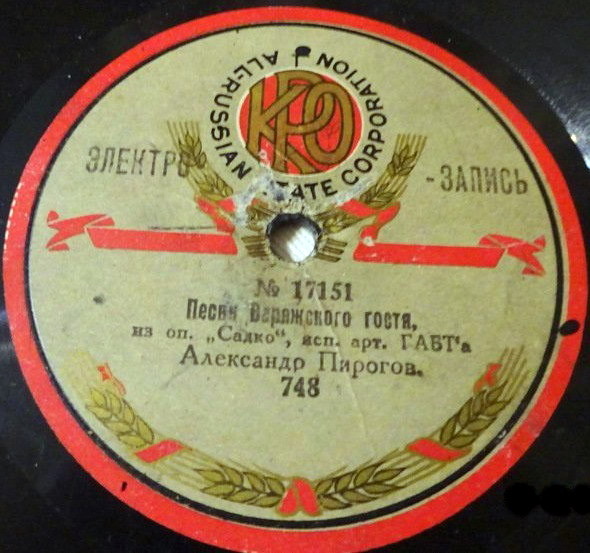 ALL-RUSSIAN STATE CORPORATION
КРО
ЭЛЕКТРО - ЗАПИСЬ
№ 17151
Песня Варяжского гостя,
из оп. „Садко“, исп. арт. ГАБТ'а
Александр Пирогов.
748